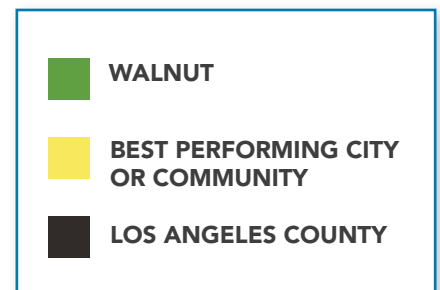 WALNUT
BEST PERFORMING CITY
OR COMMUNITY
LOS ANGELES COUNTY